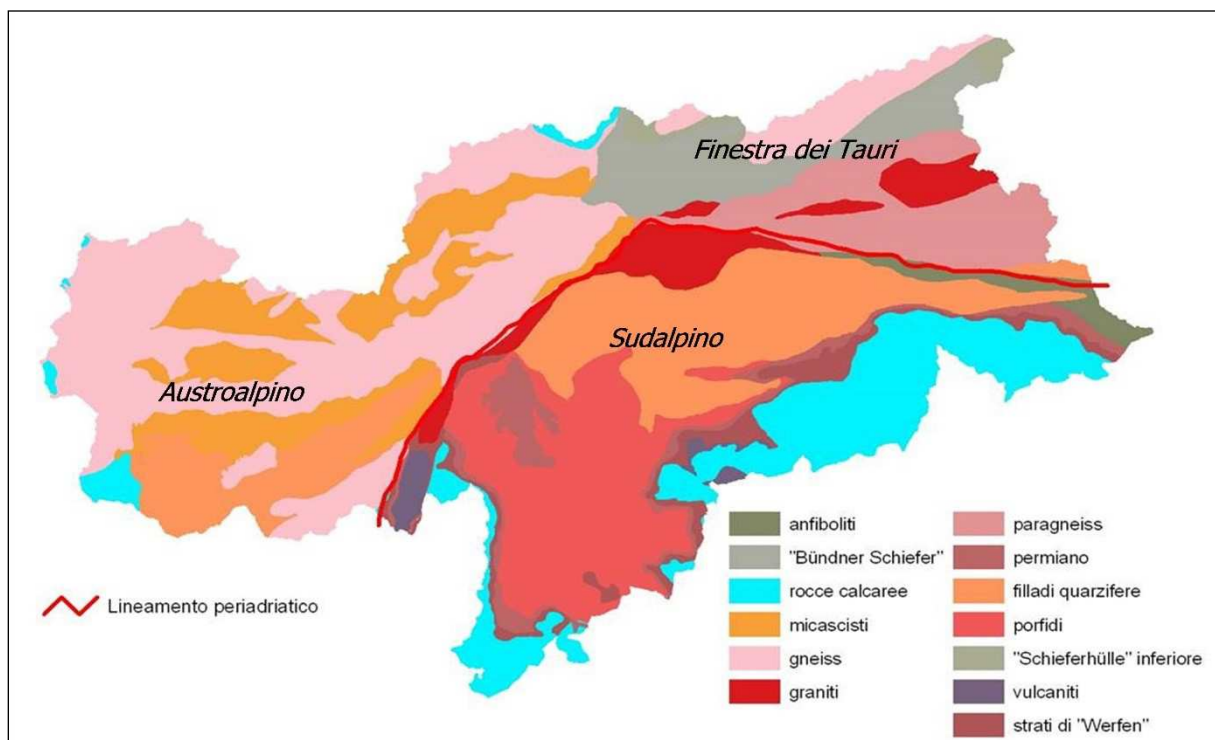 Finestra dei Tauri
Sudalpino
Austroalpino
Lineamento periadriatico
anfiboliti
"Bündner Schiefer"
rocce calcaree
micascisti
gneiss
graniti
paragneiss
permiano
filladi quarzifere
porfidi
"Schieferhülle" inferiore
vulcaniti
strati di "Werfen"